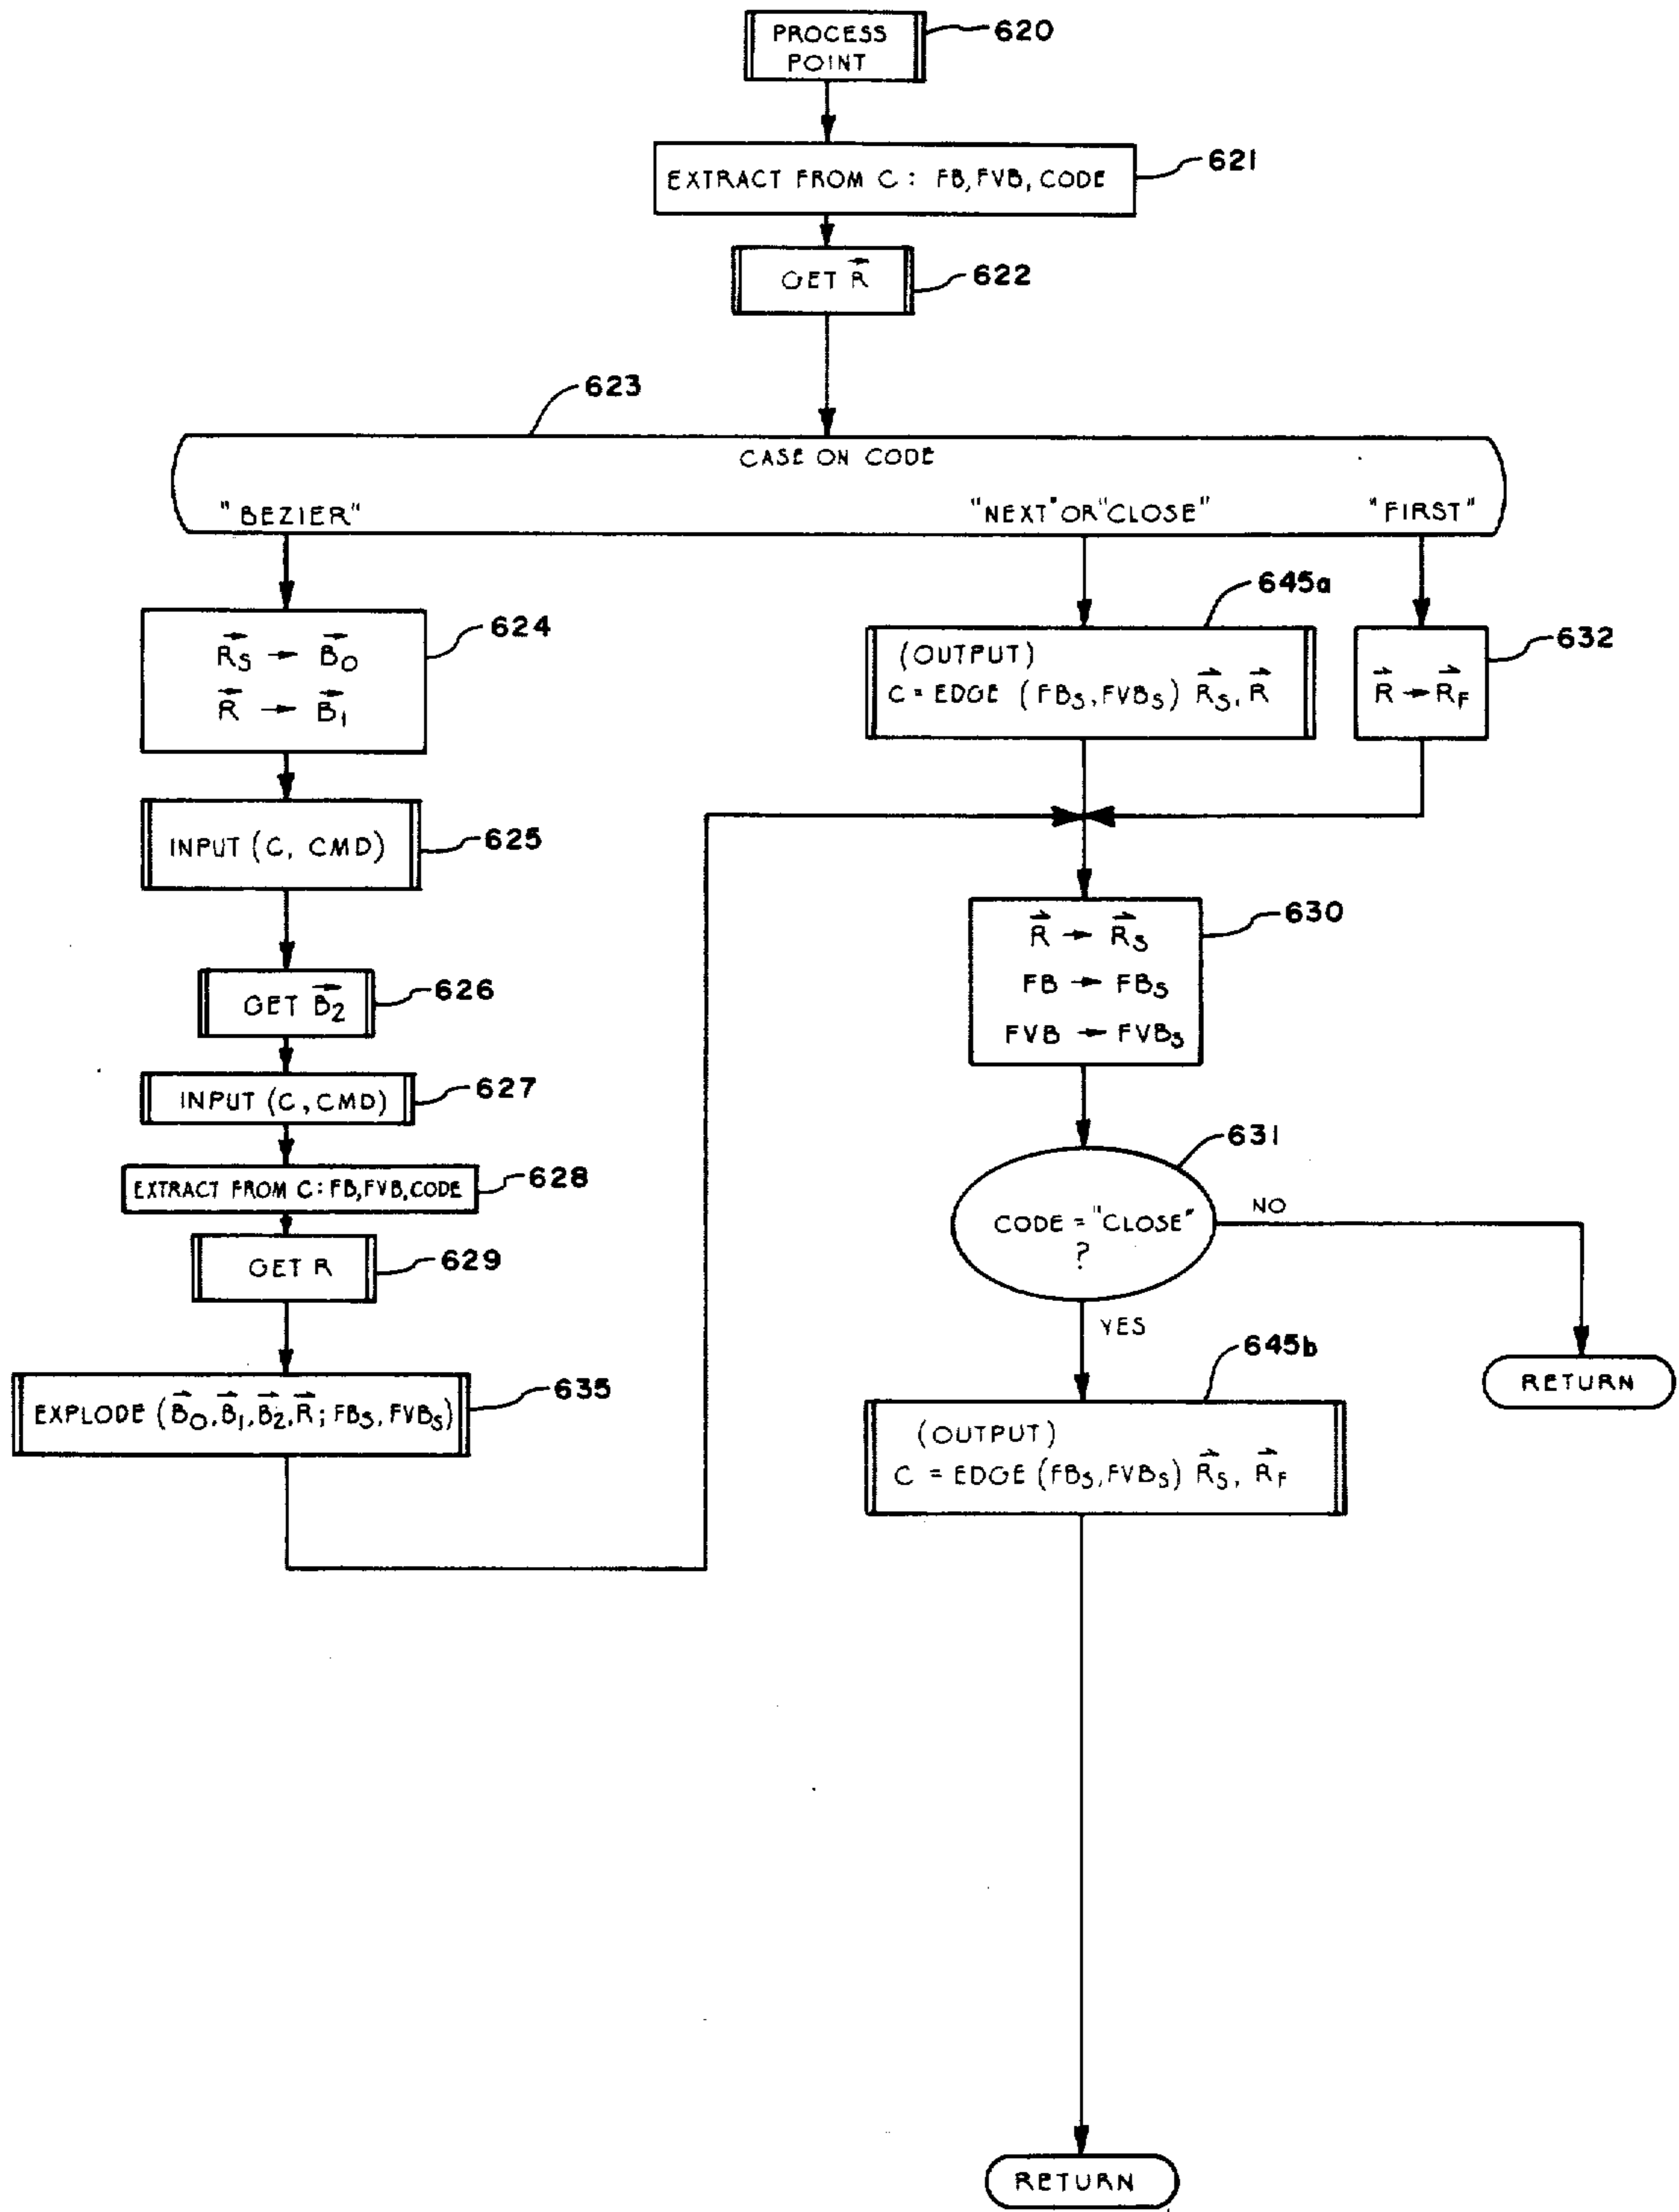 PROCESS
POINT
620
EXTRACT FROM C: FB, FVB, CODE
621
GET R⃗
622
623
CASE ON CODE
"BEZIER"
"NEXT" OR "CLOSE"
"FIRST"
R⃗S → B⃗0
R⃗ → B⃗1
624
INPUT (C, CMD)
625
GET B⃗2
626
INPUT (C, CMD)
627
EXTRACT FROM C: FB, FVB, CODE
628
GET R
629
EXPLODE (B⃗0, B⃗1, B⃗2, R⃗; FBS, FVBS)
635
645a
(OUTPUT)
C = EDGE (FBS, FVBS) R⃗S, R⃗
632
R⃗ → R⃗F
630
R⃗ → R⃗S
FB → FBS
FVB → FVBS
631
CODE = "CLOSE"
?
NO
YES
RETURN
645b
(OUTPUT)
C = EDGE (FBS, FVBS) R⃗S, R⃗F
RETURN